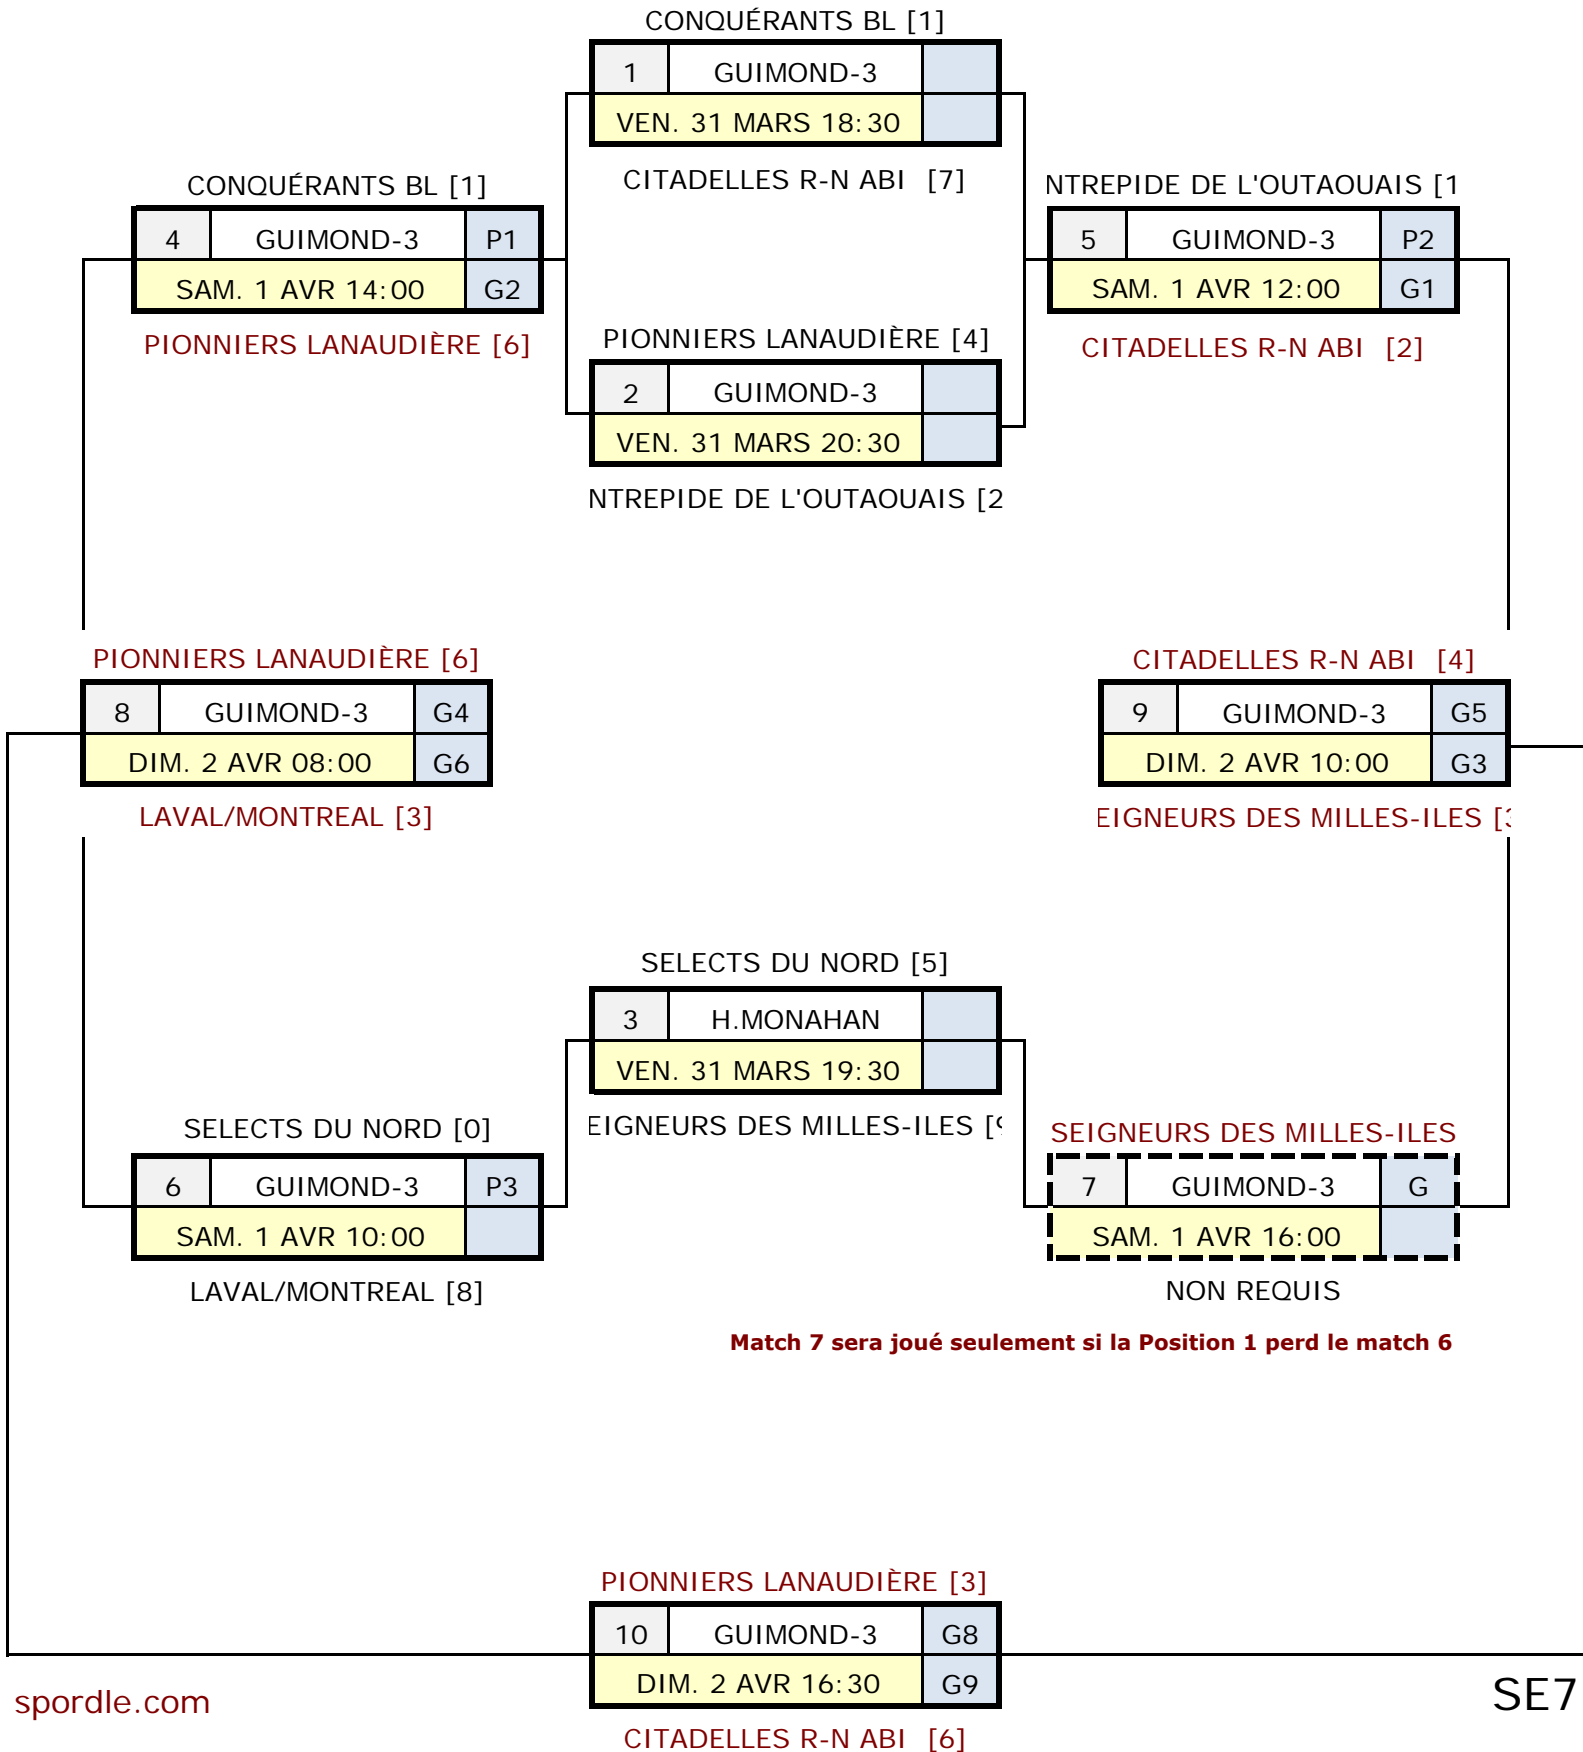 CONQUÉRANTS BL [1]
1 GUIMOND-3
VEN. 31 MARS 18:30
CITADELLES R-N ABI [7]
CONQUÉRANTS BL [1]
4 GUIMOND-3 P1
SAM. 1 AVR 14:00 G2
PIONNIERS LANAUDIÈRE [6]
NTREPIDE DE L'OUTAOUAIS [1
5 GUIMOND-3 P2
SAM. 1 AVR 12:00 G1
CITADELLES R-N ABI [2]
PIONNIERS LANAUDIÈRE [4]
2 GUIMOND-3
VEN. 31 MARS 20:30
NTREPIDE DE L'OUTAOUAIS [2
PIONNIERS LANAUDIÈRE [6]
8 GUIMOND-3 G4
DIM. 2 AVR 08:00 G6
LAVAL/MONTREAL [3]
CITADELLES R-N ABI [4]
9 GUIMOND-3 G5
DIM. 2 AVR 10:00 G3
EIGNEURS DES MILLES-ILES [3
SELECTS DU NORD [5]
3 H.MONAHAN
VEN. 31 MARS 19:30
EIGNEURS DES MILLES-ILES [9
SELECTS DU NORD [0]
6 GUIMOND-3 P3
SAM. 1 AVR 10:00
LAVAL/MONTREAL [8]
SEIGNEURS DES MILLES-ILES
7 GUIMOND-3 G
SAM. 1 AVR 16:00
NON REQUIS
Match 7 sera joué seulement si la Position 1 perd le match 6
PIONNIERS LANAUDIÈRE [3]
10 GUIMOND-3 G8
DIM. 2 AVR 16:30 G9
CITADELLES R-N ABI [6]
spordle.com
SE7